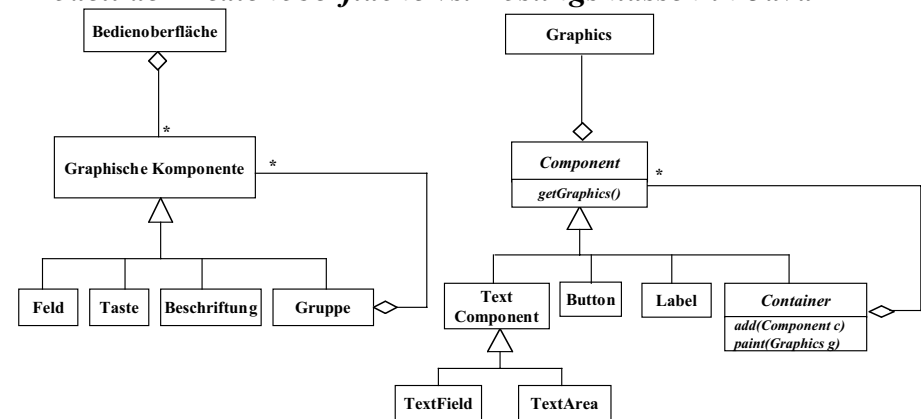 Bedienoberfläche
*
Graphische Komponente
*
Feld
Taste
Beschriftung
Gruppe
Graphics
Component
*
getGraphics()
Text
Component
Button
Label
Container
add(Component c)
paint(Graphics g)
TextField
TextArea